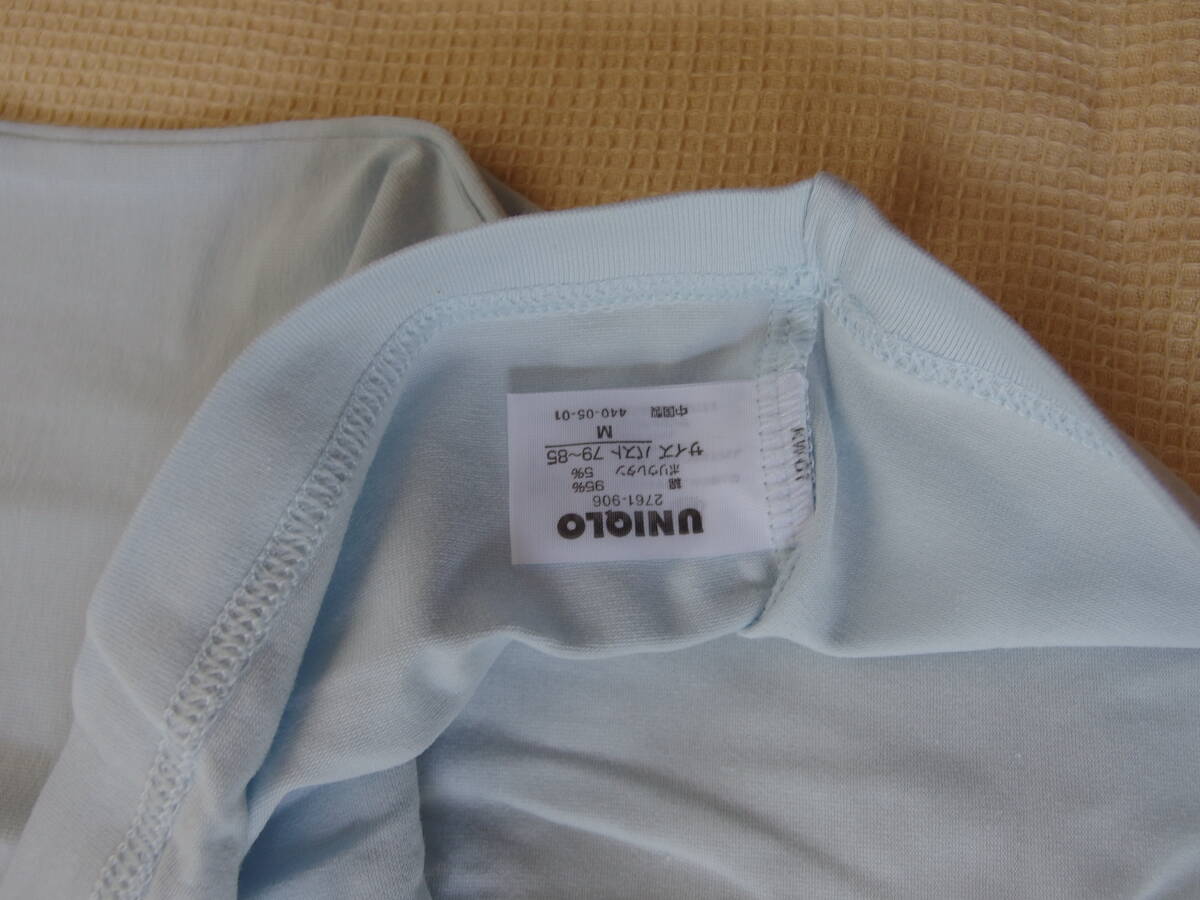 UNIQLO
2761-906
綿 95%
ポリウレタン 5%
サイズ バスト 79~85
M
中国製 440-05-01